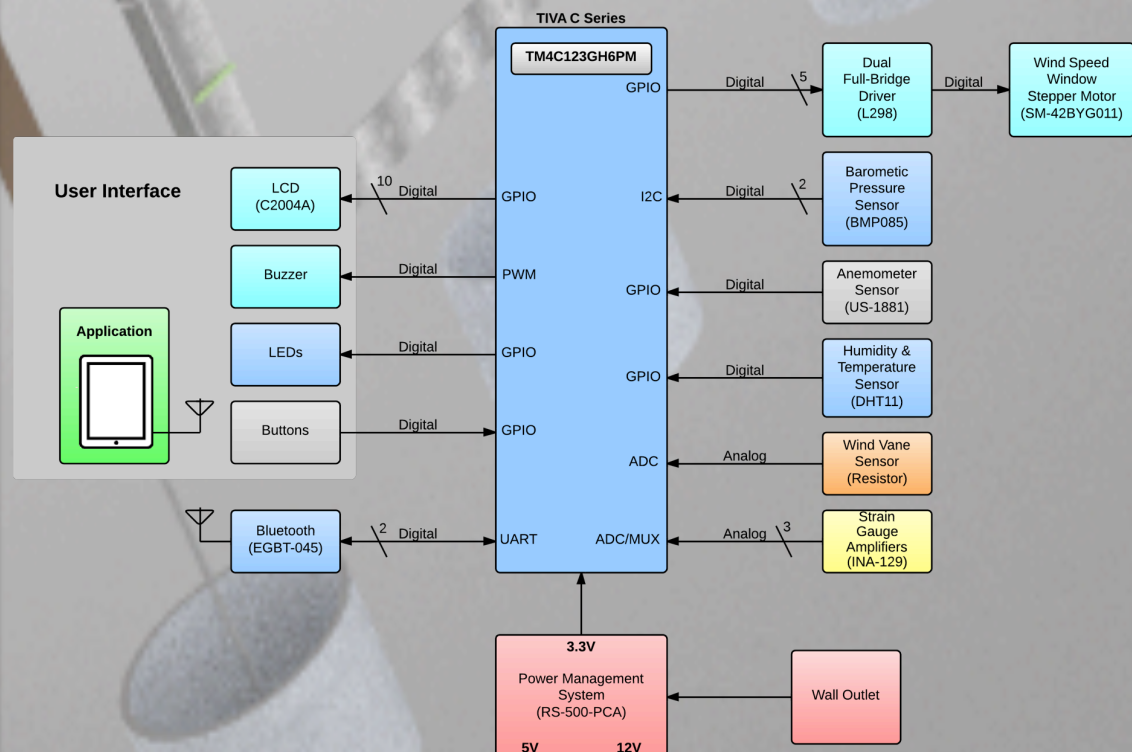 TIVA C Series
TM4C123GH6PM
GPIO
Digital
5
Dual
Full-Bridge
Driver
(L298)
Digital
Wind Speed
Window
Stepper Motor
(SM-42BYG011)
User Interface
LCD
(C2004A)
10
Digital
GPIO
I2C
Digital
2
Barometic
Pressure
Sensor
(BMP085)
Buzzer
Digital
PWM
GPIO
Digital
Anemometer
Sensor
(US-1881)
Application
LEDs
Digital
GPIO
GPIO
Digital
Humidity &
Temperature
Sensor
(DHT11)
Buttons
Digital
GPIO
ADC
Analog
Wind Vane
Sensor
(Resistor)
Bluetooth
(EGBT-045)
2
Digital
UART
ADC/MUX
Analog
3
Strain
Gauge
Amplifiers
(INA-129)
3.3V
Power Management
System
(RS-500-PCA)
5V
12V
Wall Outlet